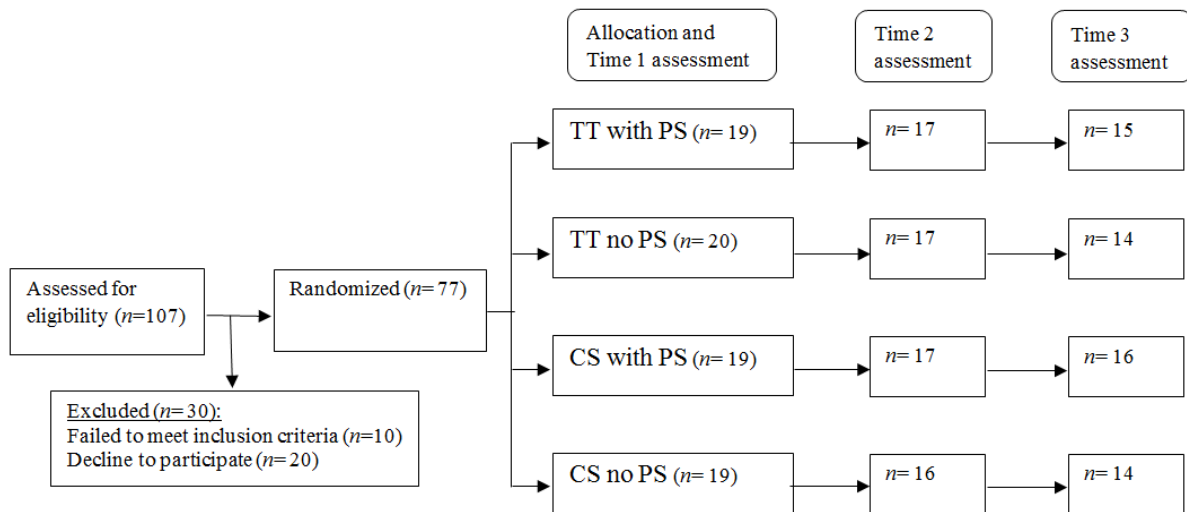 Allocation and
Time 1 assessment
Time 2
assessment
Time 3
assessment
TT with PS (n= 19)
n= 17
n= 15
TT no PS (n= 20)
n= 17
n= 14
Assessed for
eligibility (n=107)
Randomized (n= 77)
CS with PS (n= 19)
n= 17
n= 16
Excluded (n= 30):
Failed to meet inclusion criteria (n=10)
Decline to participate (n= 20)
CS no PS (n= 19)
n= 16
n= 14